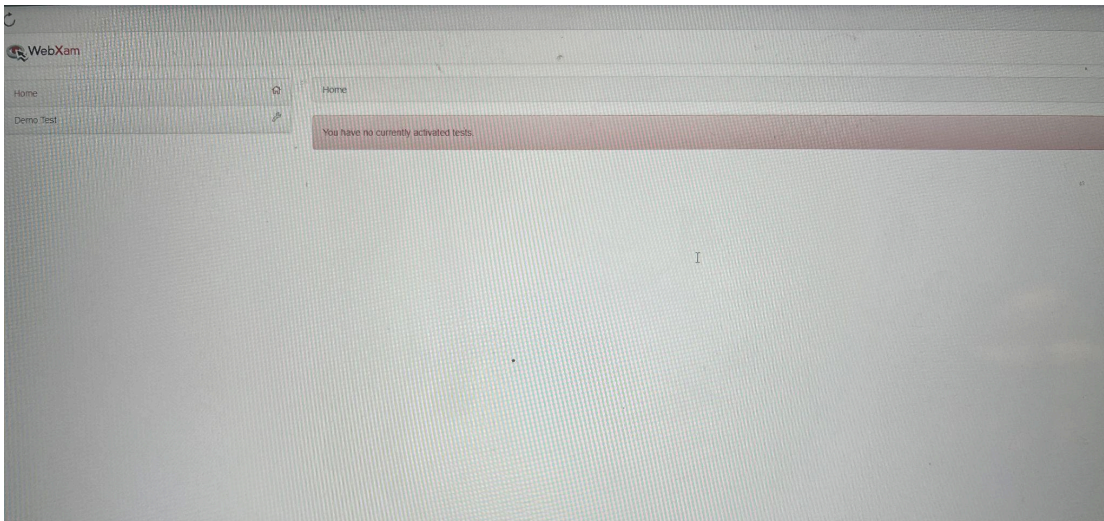 WebXam
Home
Home
Demo Test
You have no currently activated tests.